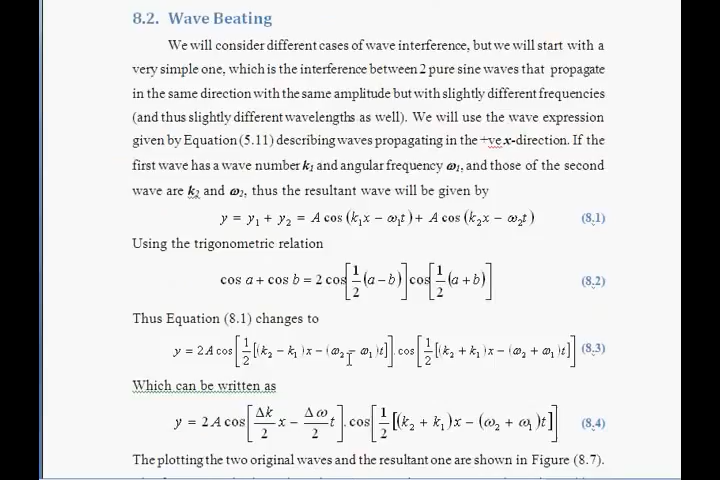 8.2. Wave Beating
We will consider different cases of wave interference, but we will start with a
very simple one, which is the interference between 2 pure sine waves that propagate
in the same direction with the same amplitude but with slightly different frequencies
(and thus slightly different wavelengths as well). We will use the wave expression
given by Equation (5.11) describing waves propagating in the +ve x-direction. If the
first wave has a wave number k₁ and angular frequency ω₁, and those of the second
wave are k₂ and ω₂, thus the resultant wave will be given by
y = y₁ + y₂ = A cos (k₁x − ω₁t) + A cos (k₂x − ω₂t) (8.1)
Using the trigonometric relation
cos a + cos b = 2 cos[1/2 (a − b)] cos[1/2 (a + b)] (8.2)
Thus Equation (8.1) changes to
y = 2A cos[1/2 [(k₂ − k₁)x − (ω₂ − ω₁)t]]. cos[1/2 [(k₂ + k₁)x − (ω₂ + ω₁)t]] (8.3)
Which can be written as
y = 2A cos[Δk/2 x − Δω/2 t]. cos[1/2 [(k₂ + k₁)x − (ω₂ + ω₁)t]] (8.4)
The plotting the two original waves and the resultant one are shown in Figure (8.7).